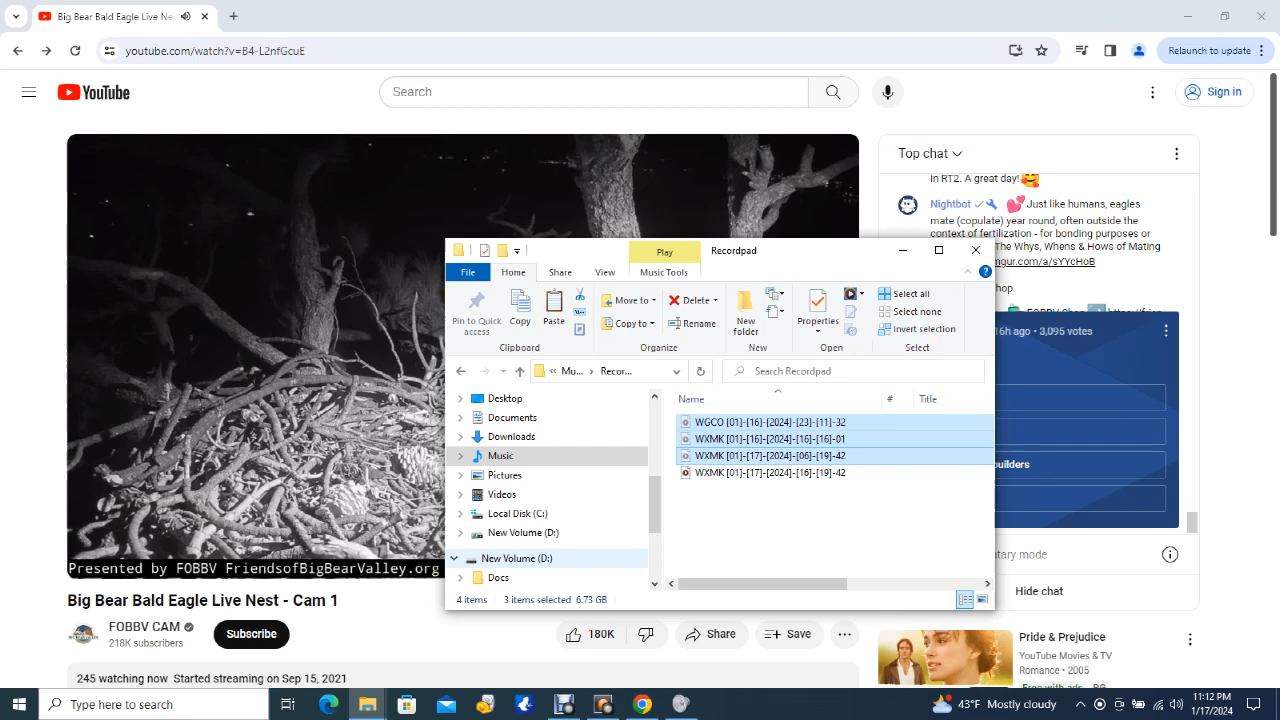 Big Bear Bald Eagle Live Ne
youtube.com/watch?v=B4-L2nfGcuE
Relaunch to update
YouTube
Search
Sign in
Top chat
In RT2. A great day!
Nightbot
Just like humans, eagles
mate (copulate) year round, often outside the
context of fertilization - for bonding purposes or
The Whys, Whens & Hows of Mating
mgur.com/a/sYYcHoB
hop
16h ago • 3,095 votes
builders
Hide chat
Play
Recordpad
File
Home
Share
View
Music Tools
Pin to Quick
access
Copy
Paste
Move to
Copy to
Delete
Rename
New
folder
Properties
Select all
Select none
Invert selection
Clipboard
Organize
New
Open
Select
Mu...
Recor...
Search Recordpad
Name
#
Title
Desktop
Documents
Downloads
Music
Pictures
Videos
Local Disk (C:)
New Volume (D:)
New Volume (D:)
Docs
WGCO [01]-[16]-[2024]-[23]-[11]-32
WXMK [01]-[16]-[2024]-[16]-[16]-01
WXMK [01]-[17]-[2024]-[06]-[19]-42
WXMK [01]-[17]-[2024]-[16]-[19]-42
4 items
3 items selected 6.73 GB
Presented by FOBBV FriendsofBigBearValley.org
Big Bear Bald Eagle Live Nest - Cam 1
FOBBV CAM
218K subscribers
Subscribe
180K
Share
Save
245 watching now Started streaming on Sep 15, 2021
Pride & Prejudice
YouTube Movies & TV
Romance • 2005
Free with ads
PG
Type here to search
43°F Mostly cloudy
11:12 PM
1/17/2024